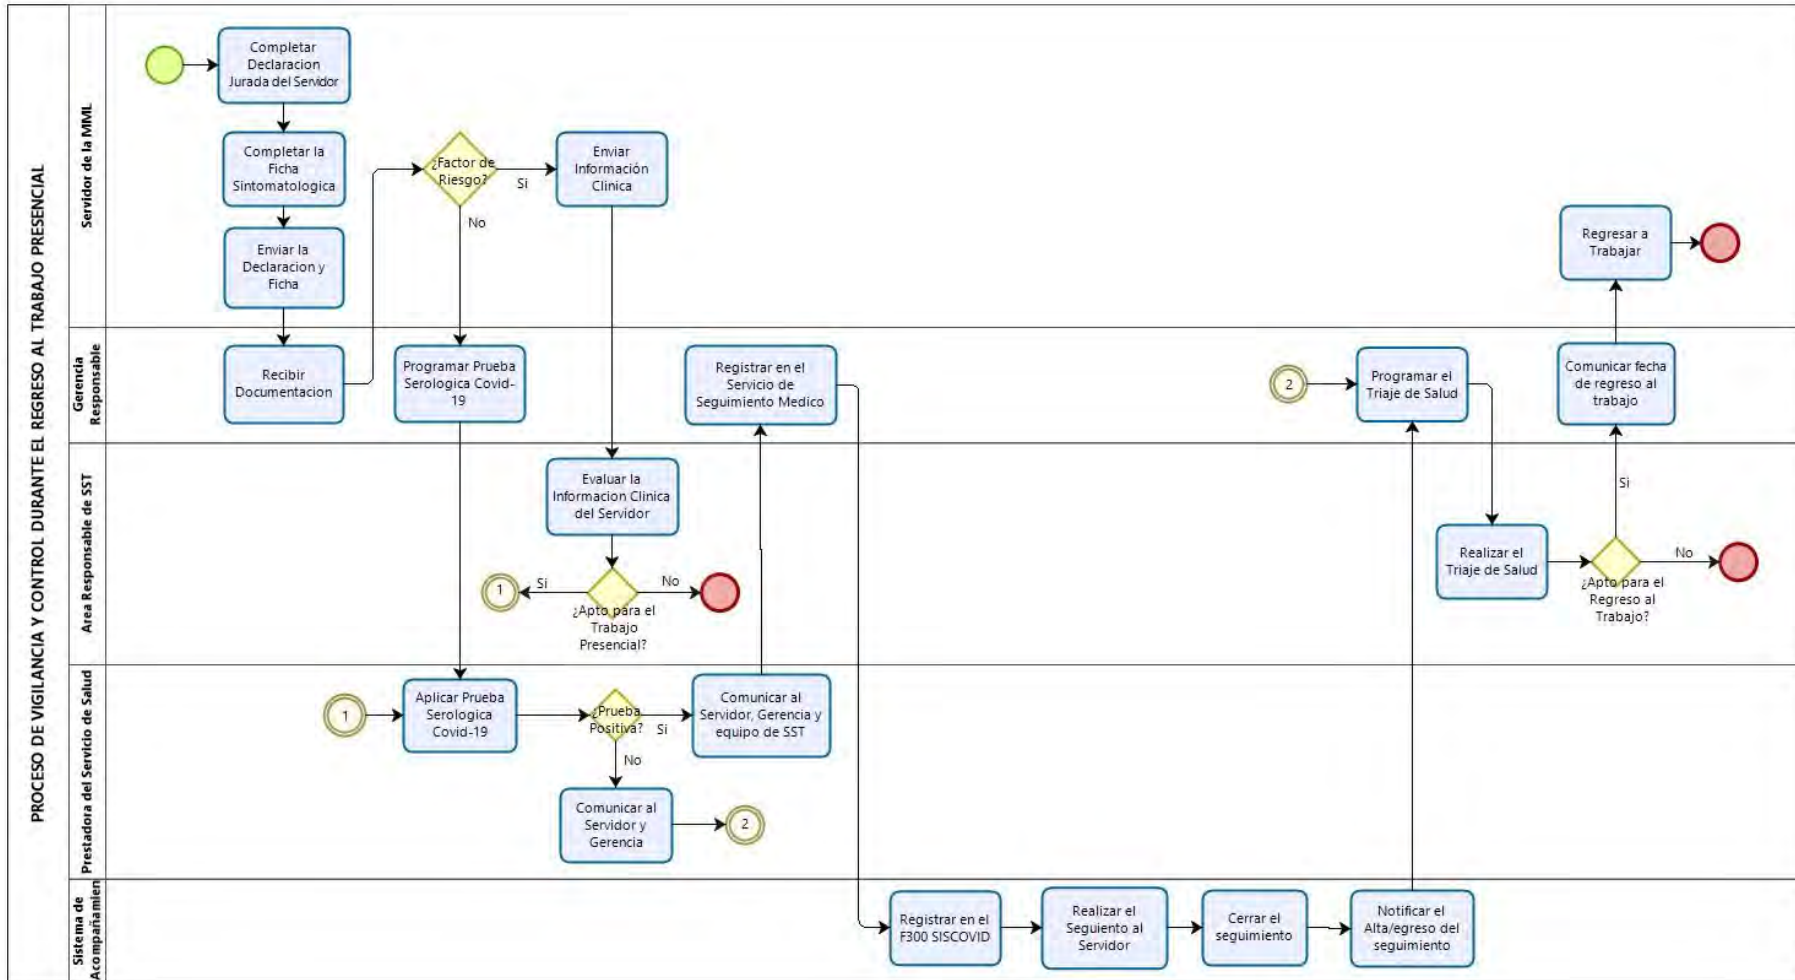 PROCESO DE VIGILANCIA Y CONTROL DURANTE EL REGRESO AL TRABAJO PRESENCIAL
Servidor de la MML
Completar
Declaracion
Jurada del Servidor
Completar la
Ficha
Sintomatologica
Enviar la
Declaracion y
Ficha
¿Factor de
Riesgo?
Si
No
Enviar
Información
Clinica
Regresar a
Trabajar
Gerencia
Responsable
Recibir
Documentacion
Programar Prueba
Serologica Covid-
19
Registrar en el
Servicio de
Seguimiento Medico
2
Programar el
Triaje de Salud
Comunicar fecha
de regreso al
trabajo
Area Responsable de SST
Evaluar la
Informacion Clinica
del Servidor
1
Si
No
¿Apto para el
Trabajo
Presencial?
Realizar el
Triaje de Salud
Si
No
¿Apto para el
Regreso al
Trabajo?
Prestadora del Servicio de Salud
1
Aplicar Prueba
Serologica
Covid-19
¿Prueba
Positiva?
Si
No
Comunicar al
Servidor, Gerencia y
equipo de SST
Comunicar al
Servidor y
Gerencia
2
Sistema de
Acompañamien
Registrar en el
F300 SISCOVID
Realizar el
Seguiento al
Servidor
Cerrar el
seguimiento
Notificar el
Alta/egreso del
seguimiento